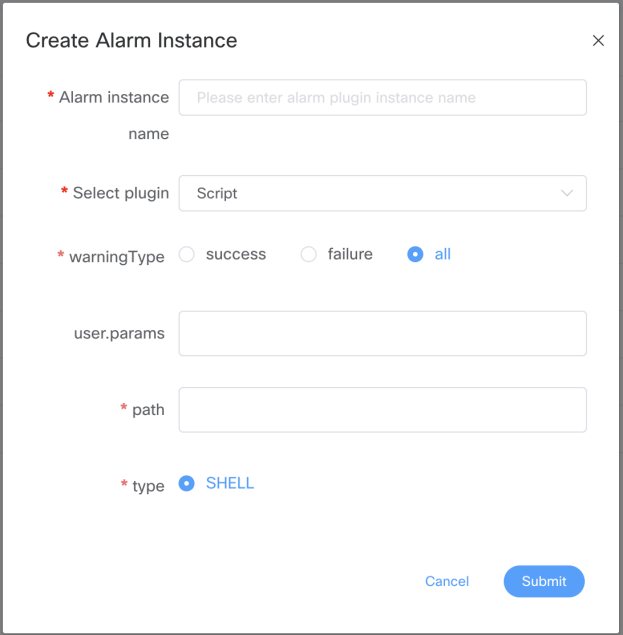 Create Alarm Instance
* Alarm instance name
Please enter alarm plugin instance name
* Select plugin
Script
* warningType
success
failure
all
user.params
* path
* type
SHELL
Cancel
Submit